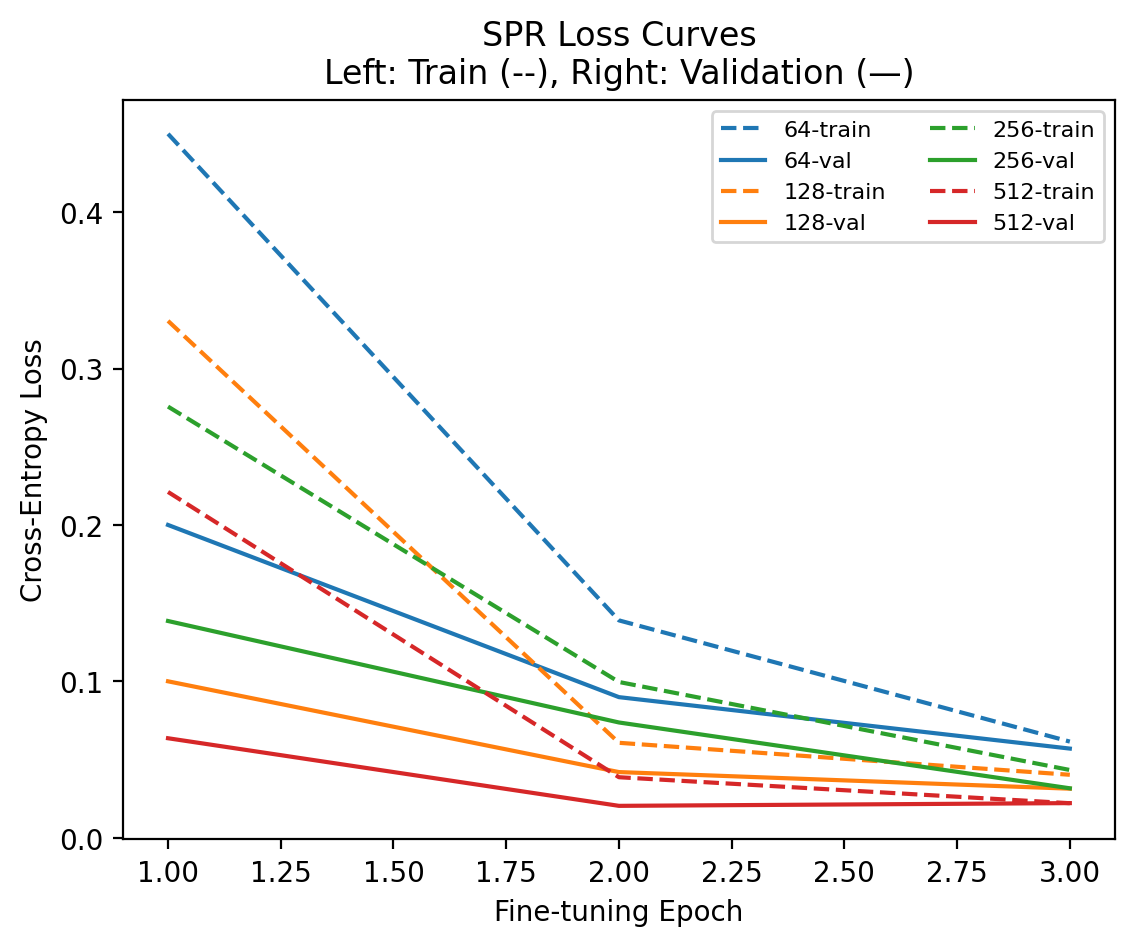 SPR Loss Curves
Left: Train (--), Right: Validation (—)
64-train
64-val
128-train
128-val
256-train
256-val
512-train
512-val
Cross-Entropy Loss
0.4
0.3
0.2
0.1
0.0
1.00 1.25 1.50 1.75 2.00 2.25 2.50 2.75 3.00
Fine-tuning Epoch